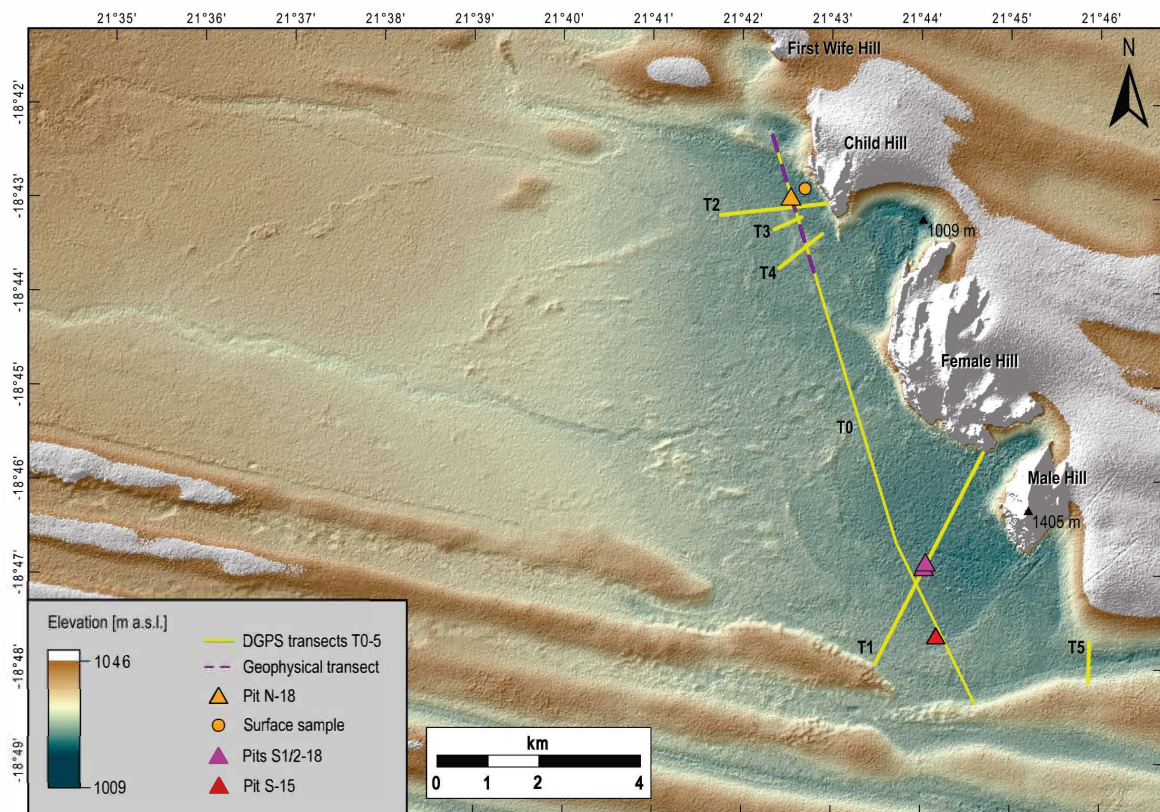 21°35' 21°36' 21°37' 21°38' 21°39' 21°40' 21°41' 21°42' 21°43' 21°44' 21°45' 21°46'
First Wife Hill
N
-18°42'
Child Hill
-18°43'
T2
1009 m
T3
T4
-18°44'
Female Hill
-18°45'
T0
-18°46'
Male Hill
1405 m
-18°47'
T1
T5
-18°48'
-18°49'
Elevation [m a.s.l.]
1046
1009
DGPS transects T0-5
Geophysical transect
Pit N-18
Surface sample
Pits S1/2-18
Pit S-15
km
0 1 2 4